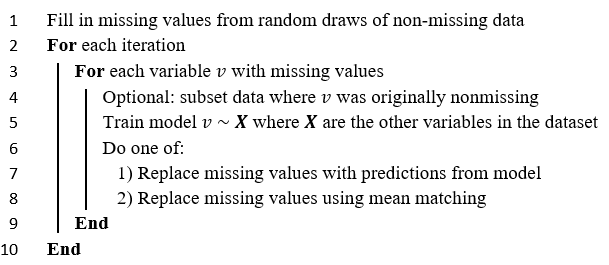 1 Fill in missing values from random draws of non-missing data
2 For each iteration
3 For each variable v with missing values
4 Optional: subset data where v was originally nonmissing
5 Train model v ~ X where X are the other variables in the dataset
6 Do one of:
7 1) Replace missing values with predictions from model
8 2) Replace missing values using mean matching
9 End
10 End